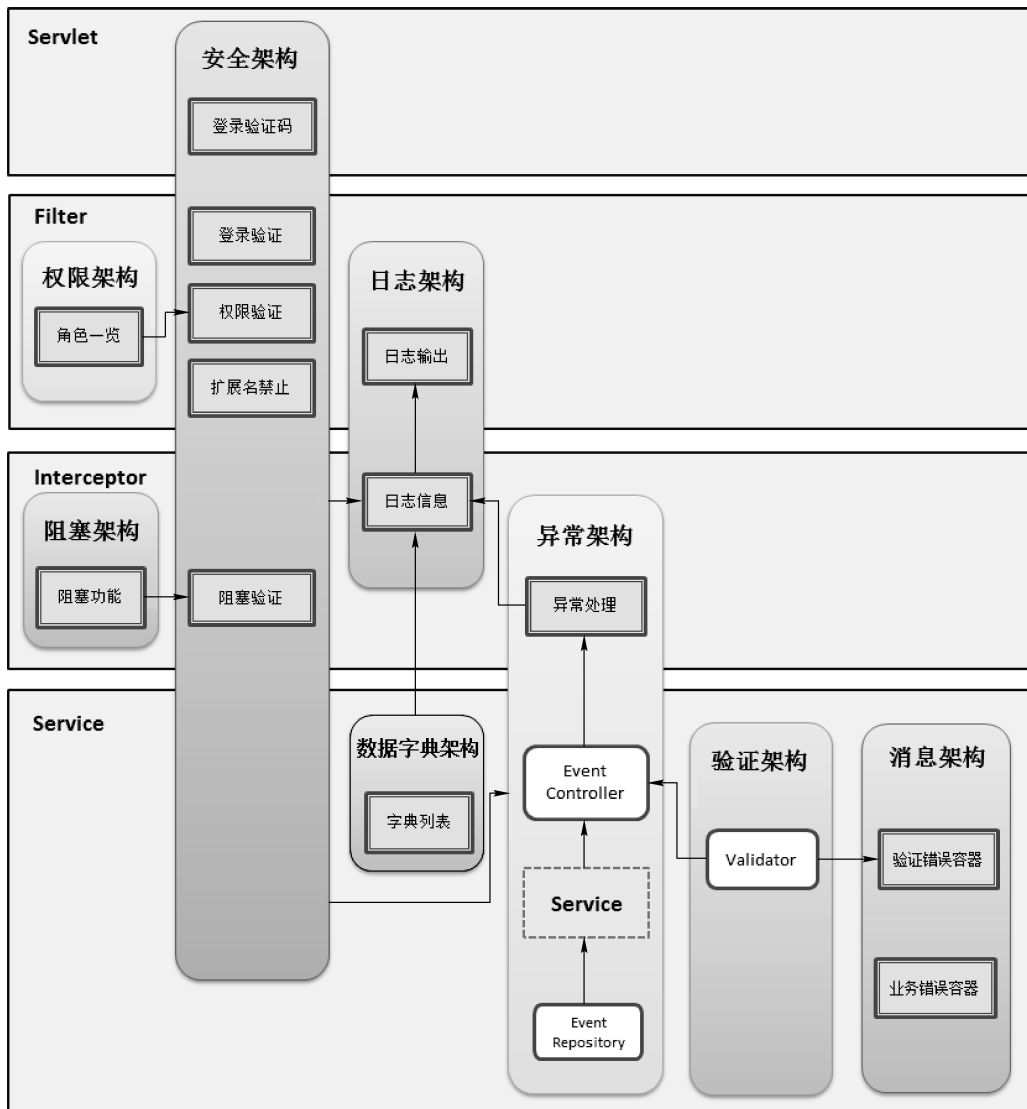 Servlet
安全架构
登录验证码
Filter
登录验证
权限架构
角色一览
权限验证
扩展名禁止
日志架构
日志输出
Interceptor
日志信息
阻塞架构
阻塞功能
阻塞验证
异常架构
异常处理
Service
数据字典架构
字典列表
Event
Controller
Service
Event
Repository
验证架构
Validator
消息架构
验证错误容器
业务错误容器